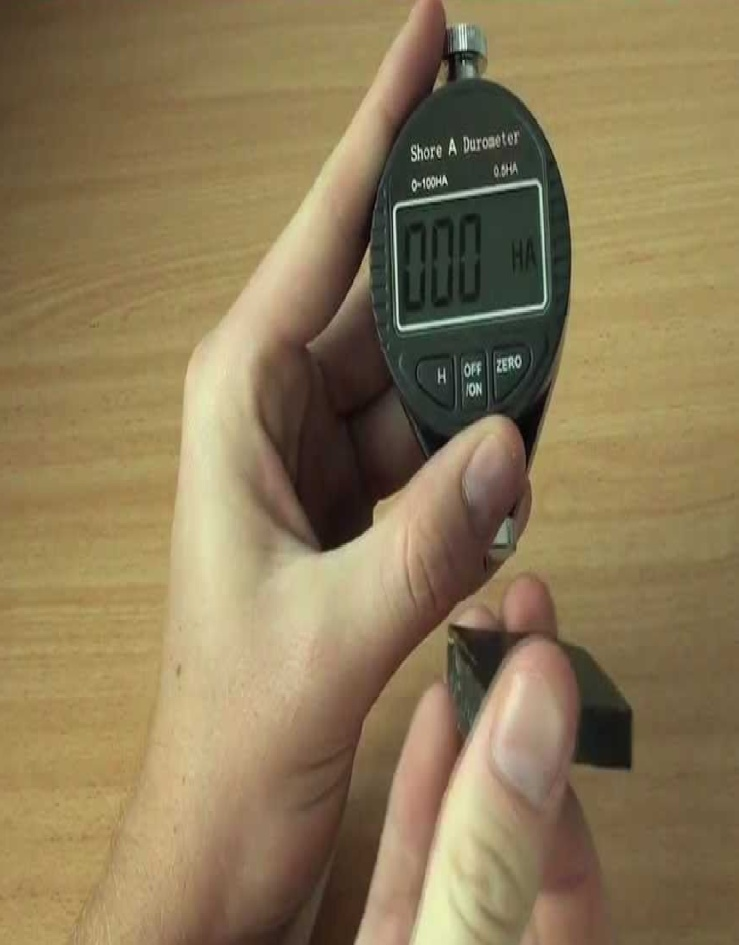 Shore A Durometer
0-100HA 0.5HA
000 HA
H OFF /ON ZERO